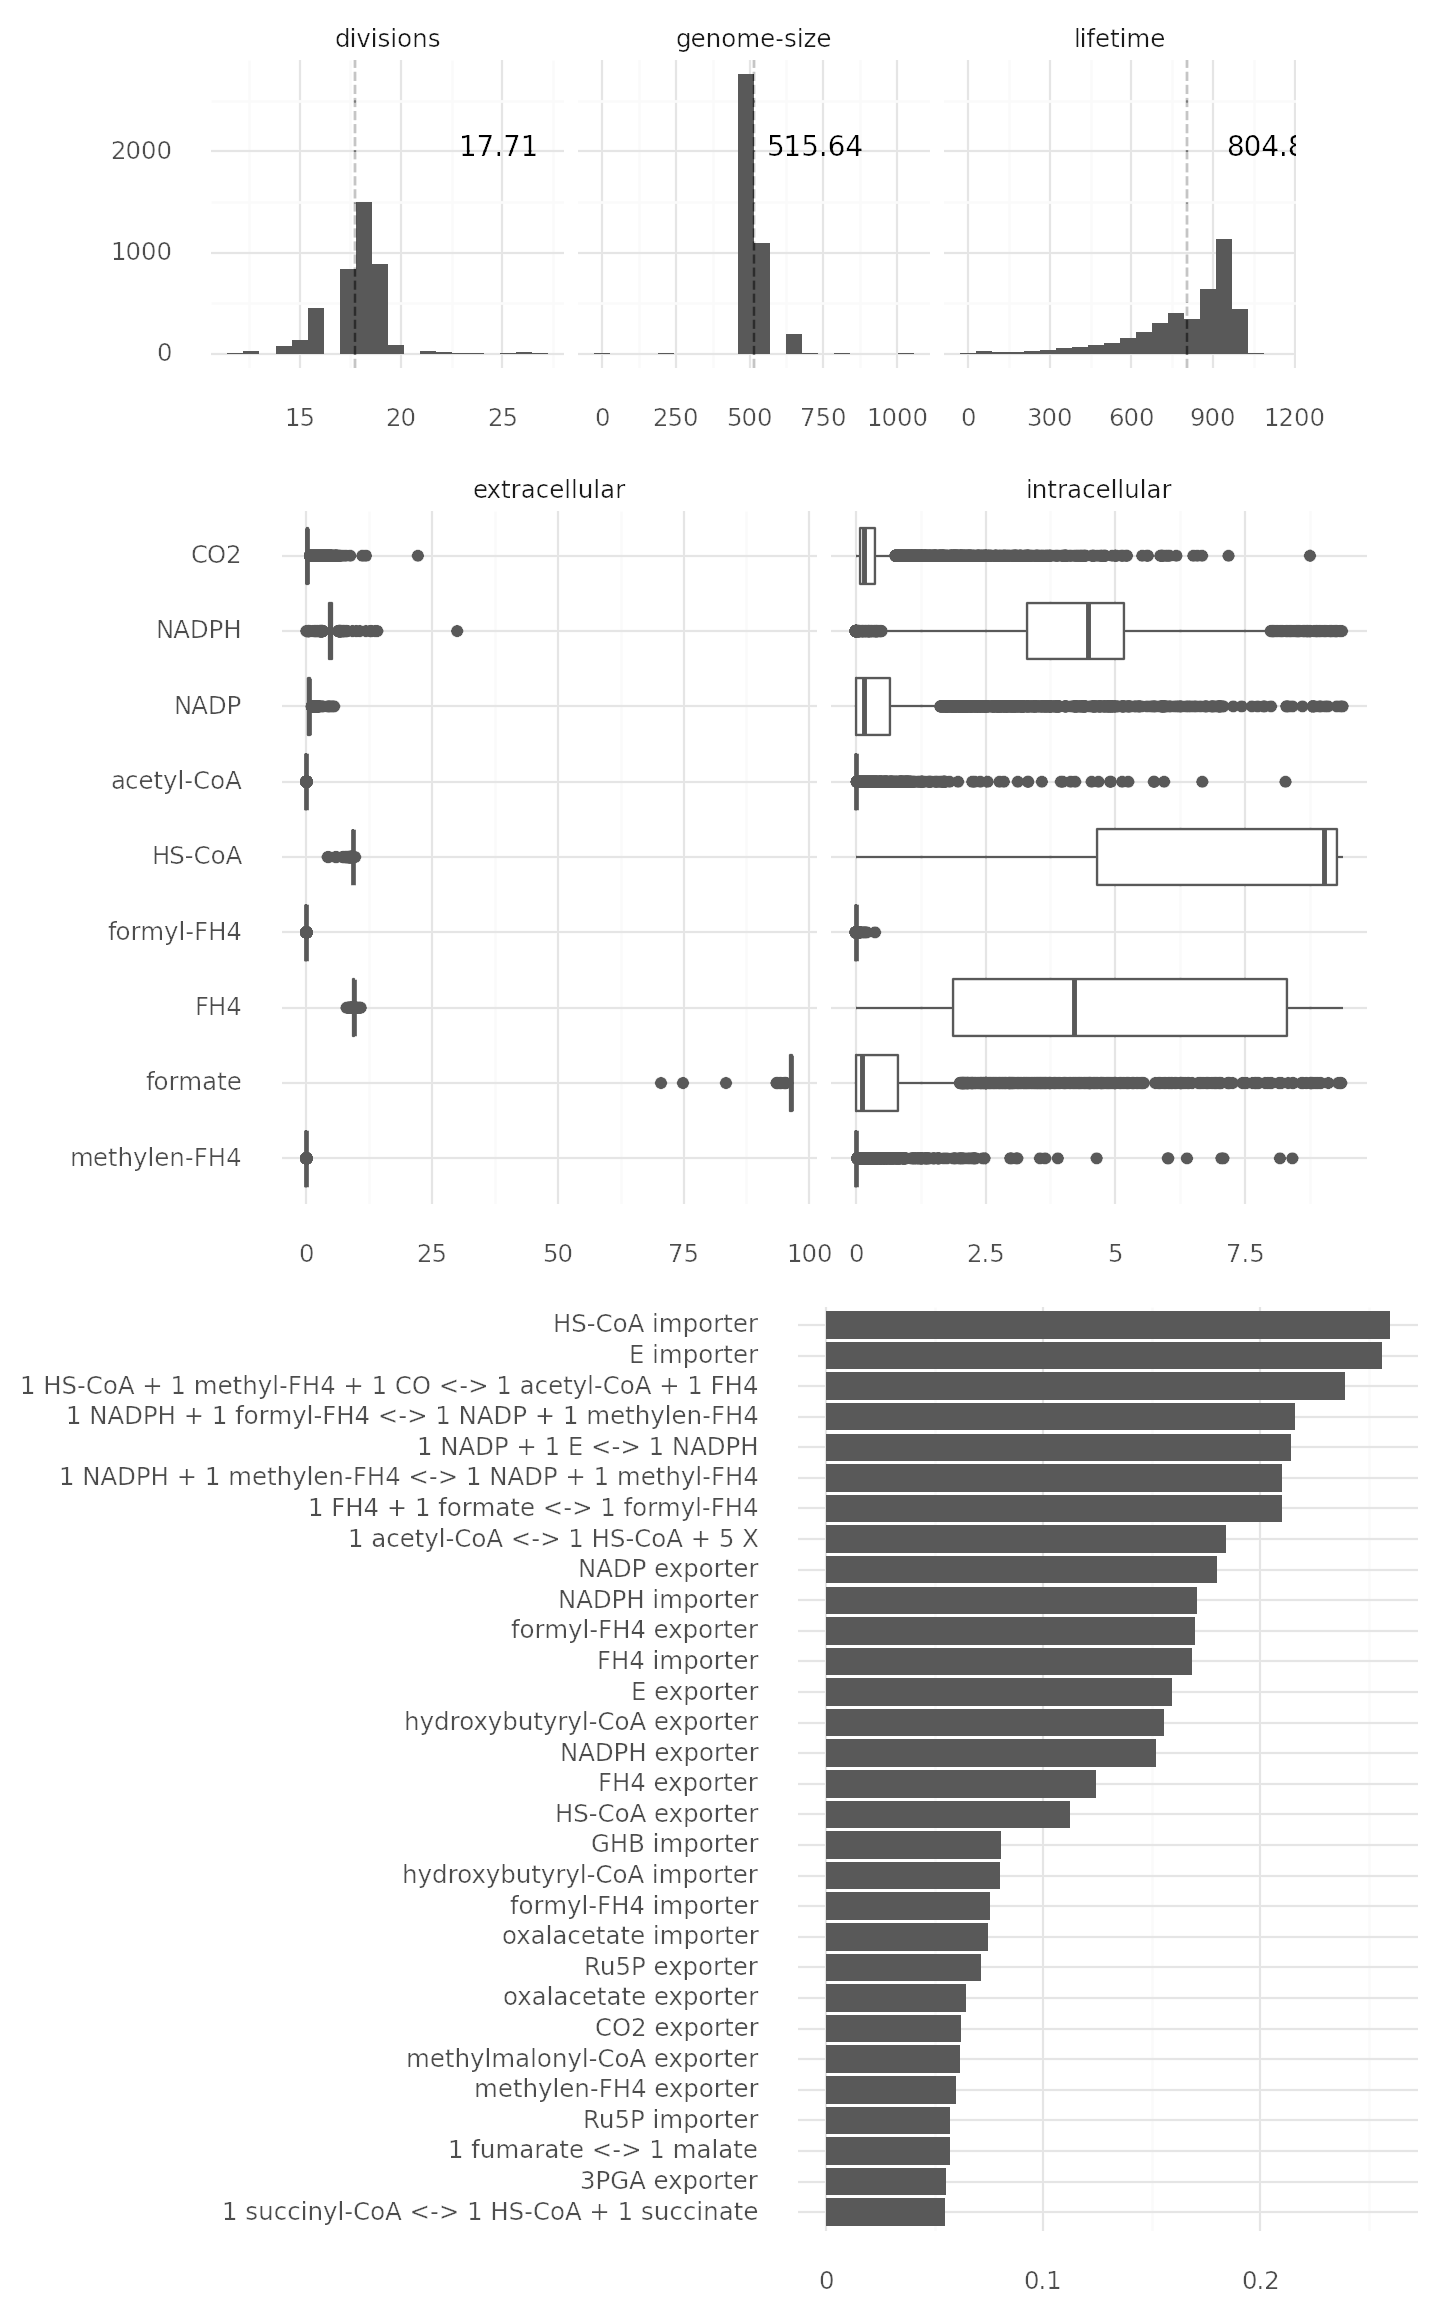 divisions genome-size lifetime
17.71 515.64 804.8
2000
1000
0
15 20 25 0 250 500 750 1000 0 300 600 900 1200
extracellular intracellular
CO2
NADPH
NADP
acetyl-CoA
HS-CoA
formyl-FH4
FH4
formate
methylen-FH4
0 25 50 75 100 0 2.5 5 7.5
HS-CoA importer
E importer
1 HS-CoA + 1 methyl-FH4 + 1 CO <-> 1 acetyl-CoA + 1 FH4
1 NADPH + 1 formyl-FH4 <-> 1 NADP + 1 methylen-FH4
1 NADP + 1 E <-> 1 NADPH
1 NADPH + 1 methylen-FH4 <-> 1 NADP + 1 methyl-FH4
1 FH4 + 1 formate <-> 1 formyl-FH4
1 acetyl-CoA <-> 1 HS-CoA + 5 X
NADP exporter
NADPH importer
formyl-FH4 exporter
FH4 importer
E exporter
hydroxybutyryl-CoA exporter
NADPH exporter
FH4 exporter
HS-CoA exporter
GHB importer
hydroxybutyryl-CoA importer
formyl-FH4 importer
oxalacetate importer
Ru5P exporter
oxalacetate exporter
CO2 exporter
methylmalonyl-CoA exporter
methylen-FH4 exporter
Ru5P importer
1 fumarate <-> 1 malate
3PGA exporter
1 succinyl-CoA <-> 1 HS-CoA + 1 succinate
0 0.1 0.2